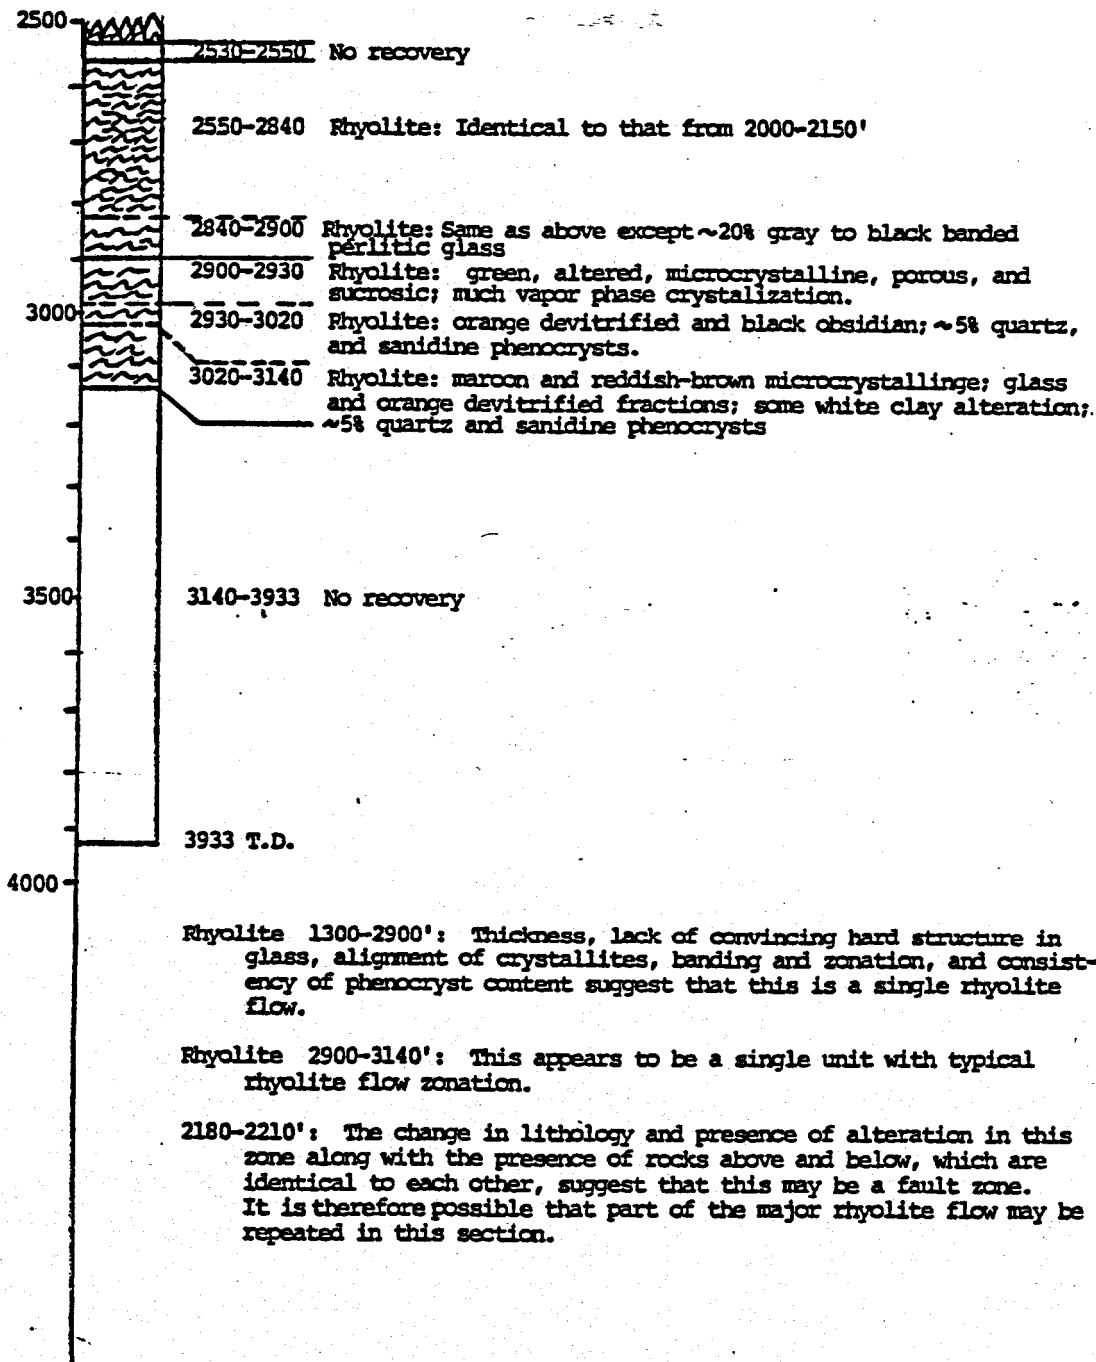 2500
2530-2550 No recovery
2550-2840 Rhyolite: Identical to that from 2000-2150'
2840-2900 Rhyolite: Same as above except ~20% gray to black banded
perlitic glass
2900-2930 Rhyolite: green, altered, microcrystalline, porous, and
sucrosic; much vapor phase crystalization.
3000
2930-3020 Rhyolite: orange devitrified and black obsidian; ~5% quartz,
and sanidine phenocrysts.
3020-3140 Rhyolite: maroon and reddish-brown microcrystallinge; glass
and orange devitrified fractions; some white clay alteration;
~5% quartz and sanidine phenocrysts
3500
3140-3933 No recovery
3933 T.D.
4000
Rhyolite 1300-2900': Thickness, lack of convincing hard structure in
glass, alignment of crystallites, banding and zonation, and consist-
ency of phenocryst content suggest that this is a single rhyolite
flow.
Rhyolite 2900-3140': This appears to be a single unit with typical
rhyolite flow zonation.
2180-2210': The change in lithology and presence of alteration in this
zone along with the presence of rocks above and below, which are
identical to each other, suggest that this may be a fault zone.
It is therefore possible that part of the major rhyolite flow may be
repeated in this section.